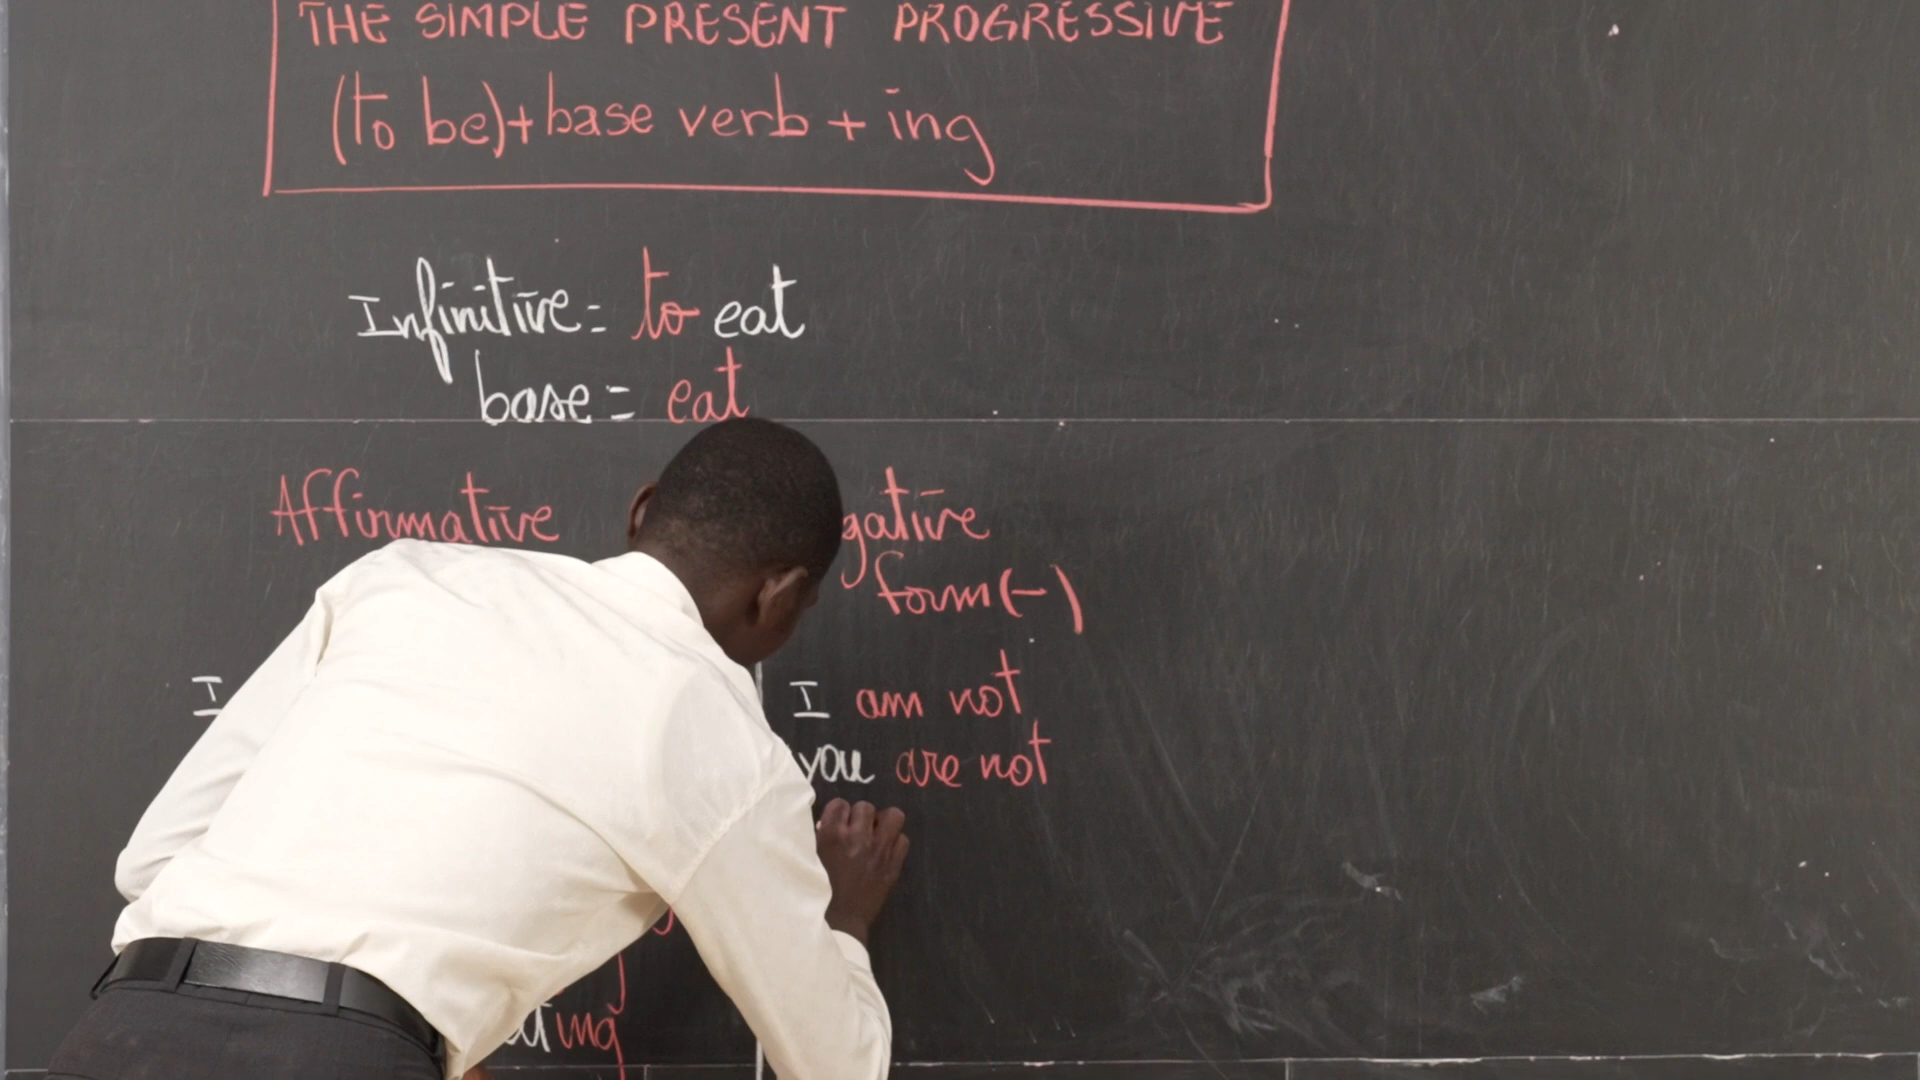 THE SIMPLE PRESENT PROGRESSIVE
(to be)+base verb + ing
Infinitive = to eat
base = eat
Affirmative
form (-)
I
I am not
you are not